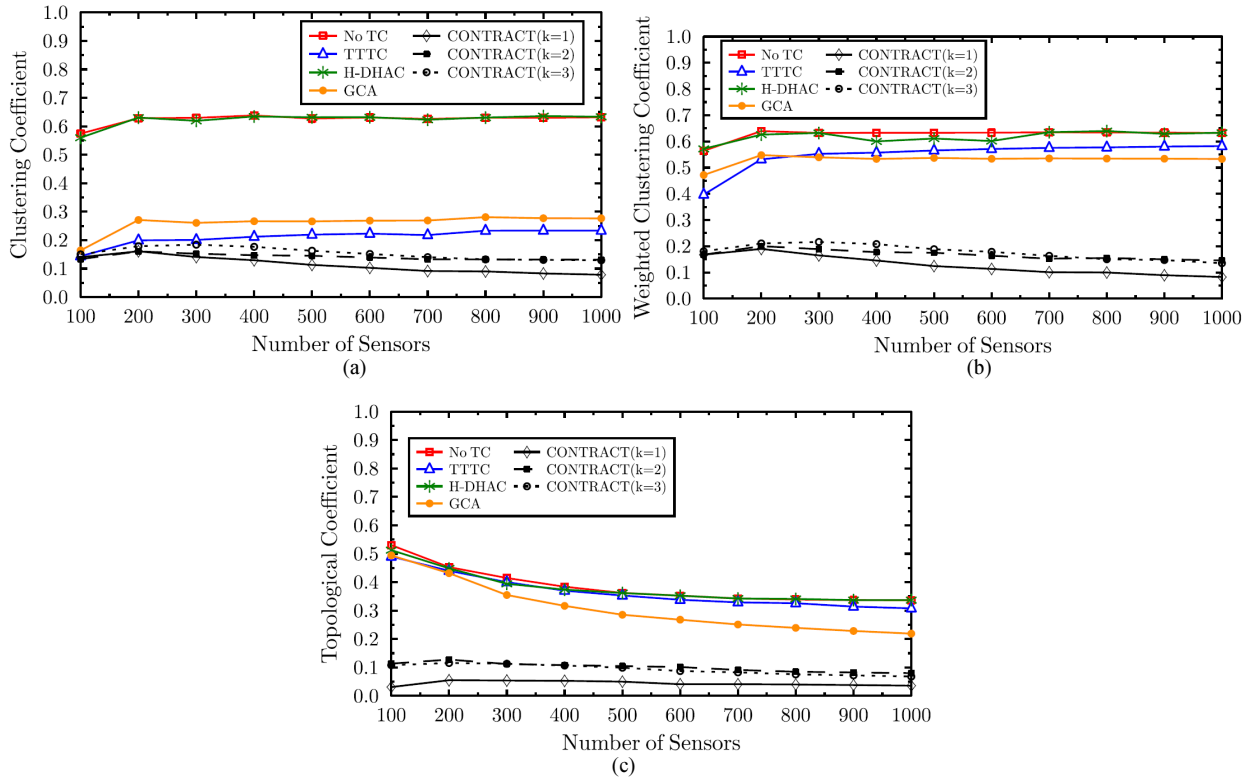 Clustering Coefficient
1.0
0.9
0.8
0.7
0.6
0.5
0.4
0.3
0.2
0.1
0.0
No TC
TTTC
H-DHAC
GCA
CONTRACT(k=1)
CONTRACT(k=2)
CONTRACT(k=3)
100 200 300 400 500 600 700 800 900 1000
Number of Sensors
(a)
Weighted Clustering Coefficient
1.0
0.9
0.8
0.7
0.6
0.5
0.4
0.3
0.2
0.1
0.0
No TC
TTTC
H-DHAC
GCA
CONTRACT(k=1)
CONTRACT(k=2)
CONTRACT(k=3)
100 200 300 400 500 600 700 800 900 1000
Number of Sensors
(b)
Topological Coefficient
1.0
0.9
0.8
0.7
0.6
0.5
0.4
0.3
0.2
0.1
0.0
No TC
TTTC
H-DHAC
GCA
CONTRACT(k=1)
CONTRACT(k=2)
CONTRACT(k=3)
100 200 300 400 500 600 700 800 900 1000
Number of Sensors
(c)